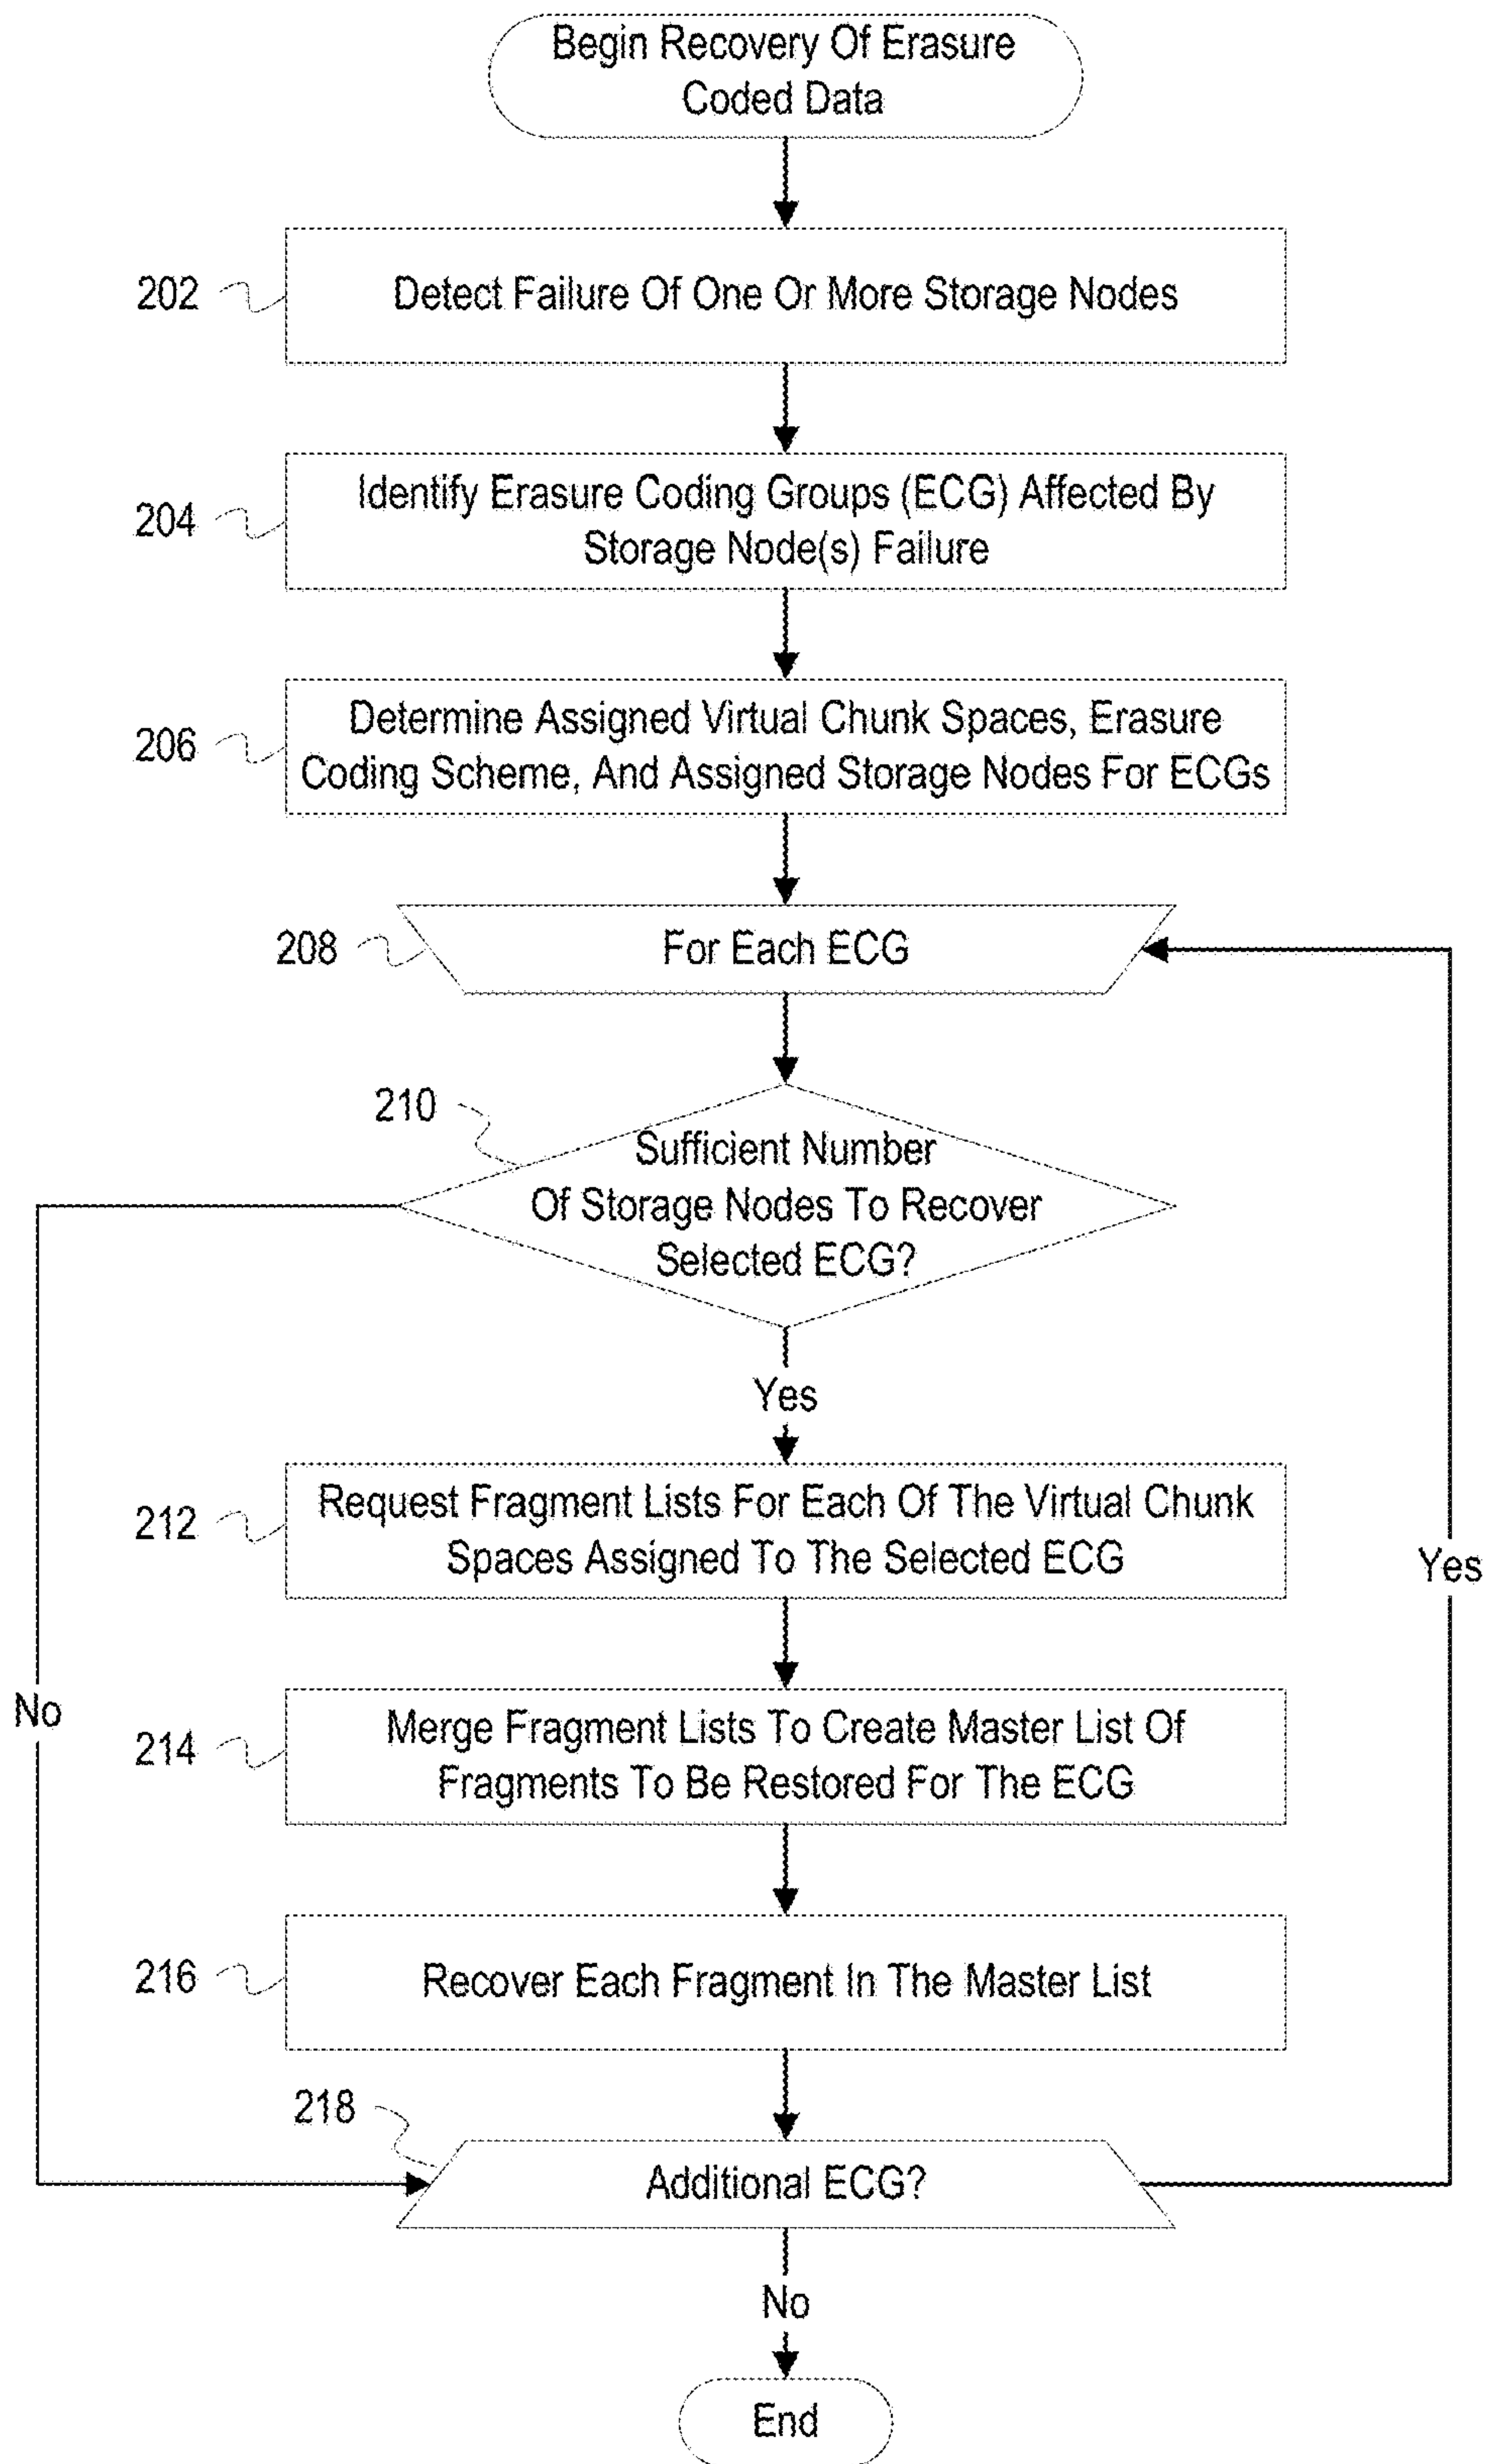 Begin Recovery Of Erasure
Coded Data
202
Detect Failure Of One Or More Storage Nodes
204
Identify Erasure Coding Groups (ECG) Affected By
Storage Node(s) Failure
206
Determine Assigned Virtual Chunk Spaces, Erasure
Coding Scheme, And Assigned Storage Nodes For ECGs
208
For Each ECG
210
Sufficient Number
Of Storage Nodes To Recover
Selected ECG?
Yes
212
Request Fragment Lists For Each Of The Virtual Chunk
Spaces Assigned To The Selected ECG
Yes
No
214
Merge Fragment Lists To Create Master List Of
Fragments To Be Restored For The ECG
216
Recover Each Fragment In The Master List
218
Additional ECG?
No
End